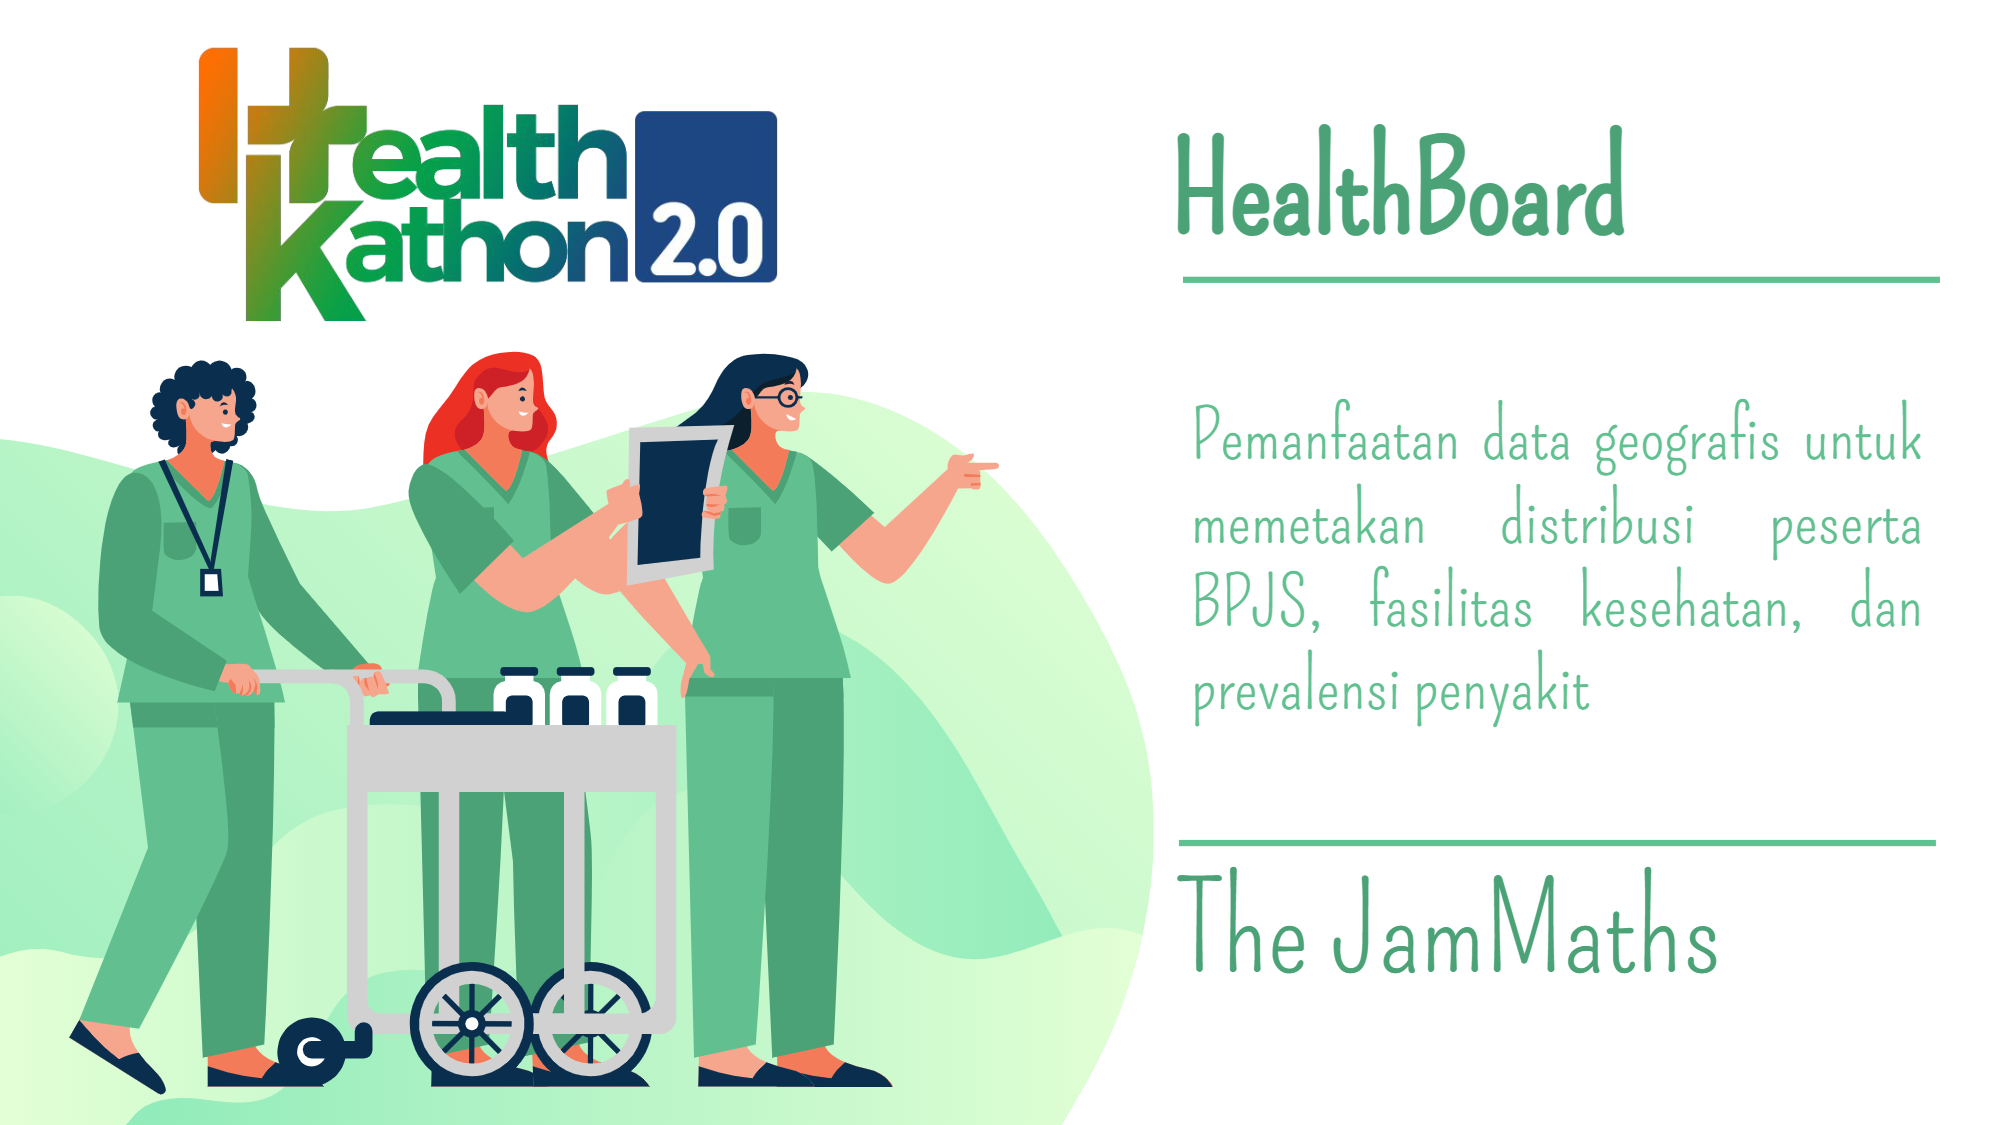 Health
Kathon 2.0
HealthBoard
Pemanfaatan data geografis untuk
memetakan distribusi peserta
BPJS, fasilitas kesehatan, dan
prevalensi penyakit
The JamMaths